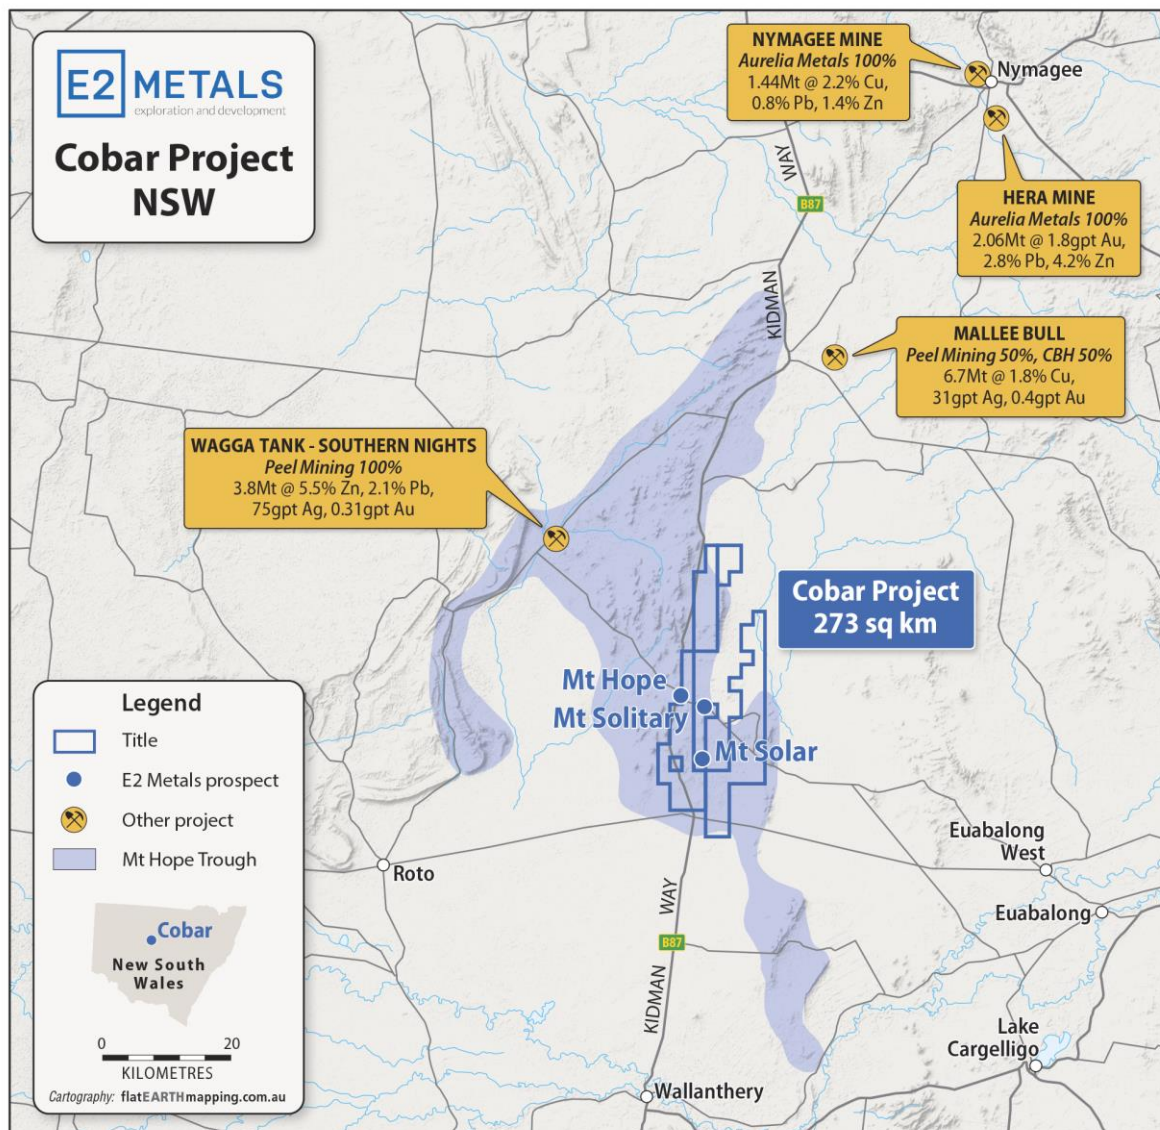 E2 METALS
exploration and development
Cobar Project
NSW
NYMAGEE MINE
Aurelia Metals 100%
1.44Mt @ 2.2% Cu,
0.8% Pb, 1.4% Zn
Nymagee
WAY
B87
KIDMAN
HERA MINE
Aurelia Metals 100%
2.06Mt @ 1.8gpt Au,
2.8% Pb, 4.2% Zn
MALLEE BULL
Peel Mining 50%, CBH 50%
6.7Mt @ 1.8% Cu,
31gpt Ag, 0.4gpt Au
WAGGA TANK - SOUTHERN NIGHTS
Peel Mining 100%
3.8Mt @ 5.5% Zn, 2.1% Pb,
75gpt Ag, 0.31gpt Au
Cobar Project
273 sq km
Mt Hope
Mt Solitary
Mt Solar
Legend
Title
E2 Metals prospect
Other project
Mt Hope Trough
Cobar
New South
Wales
0 20
KILOMETRES
Cartography: flatEARTHmapping.com.au
Roto
Euabalong
West
Euabalong
WAY
B87
KIDMAN
Lake
Cargelligo
Wallanthery